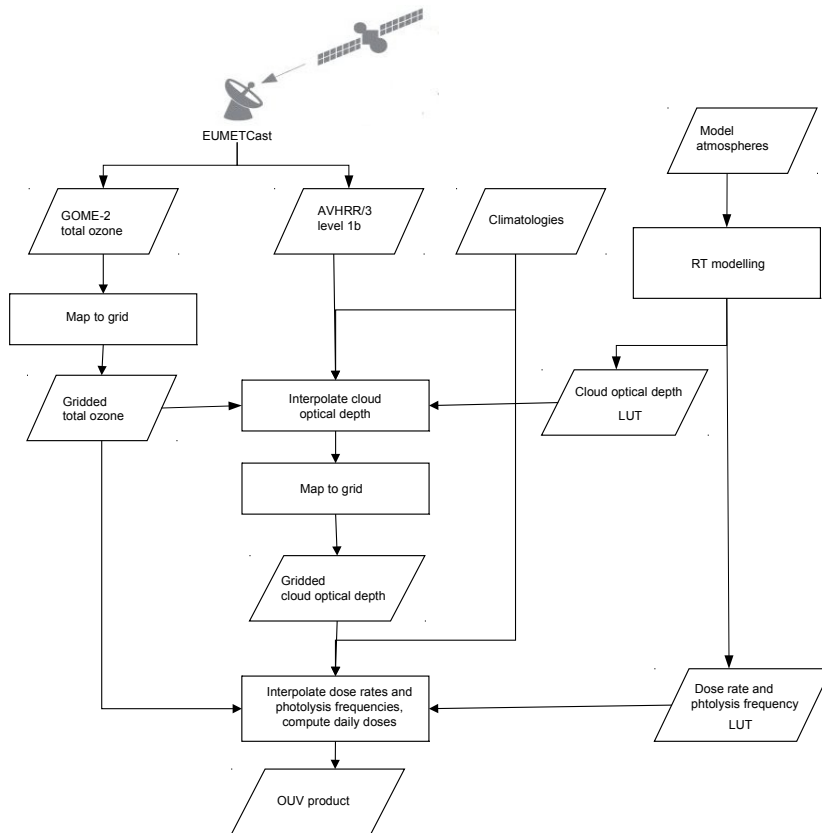 EUMETCast
Model
atmospheres
GOME-2
total ozone
AVHRR/3
level 1b
Climatologies
RT modelling
Map to grid
Gridded
total ozone
Interpolate cloud
optical depth
Cloud optical depth
LUT
Map to grid
Gridded
cloud optical depth
Interpolate dose rates and
photolysis frequencies,
compute daily doses
Dose rate and
phtolysis frequency
LUT
OUV product